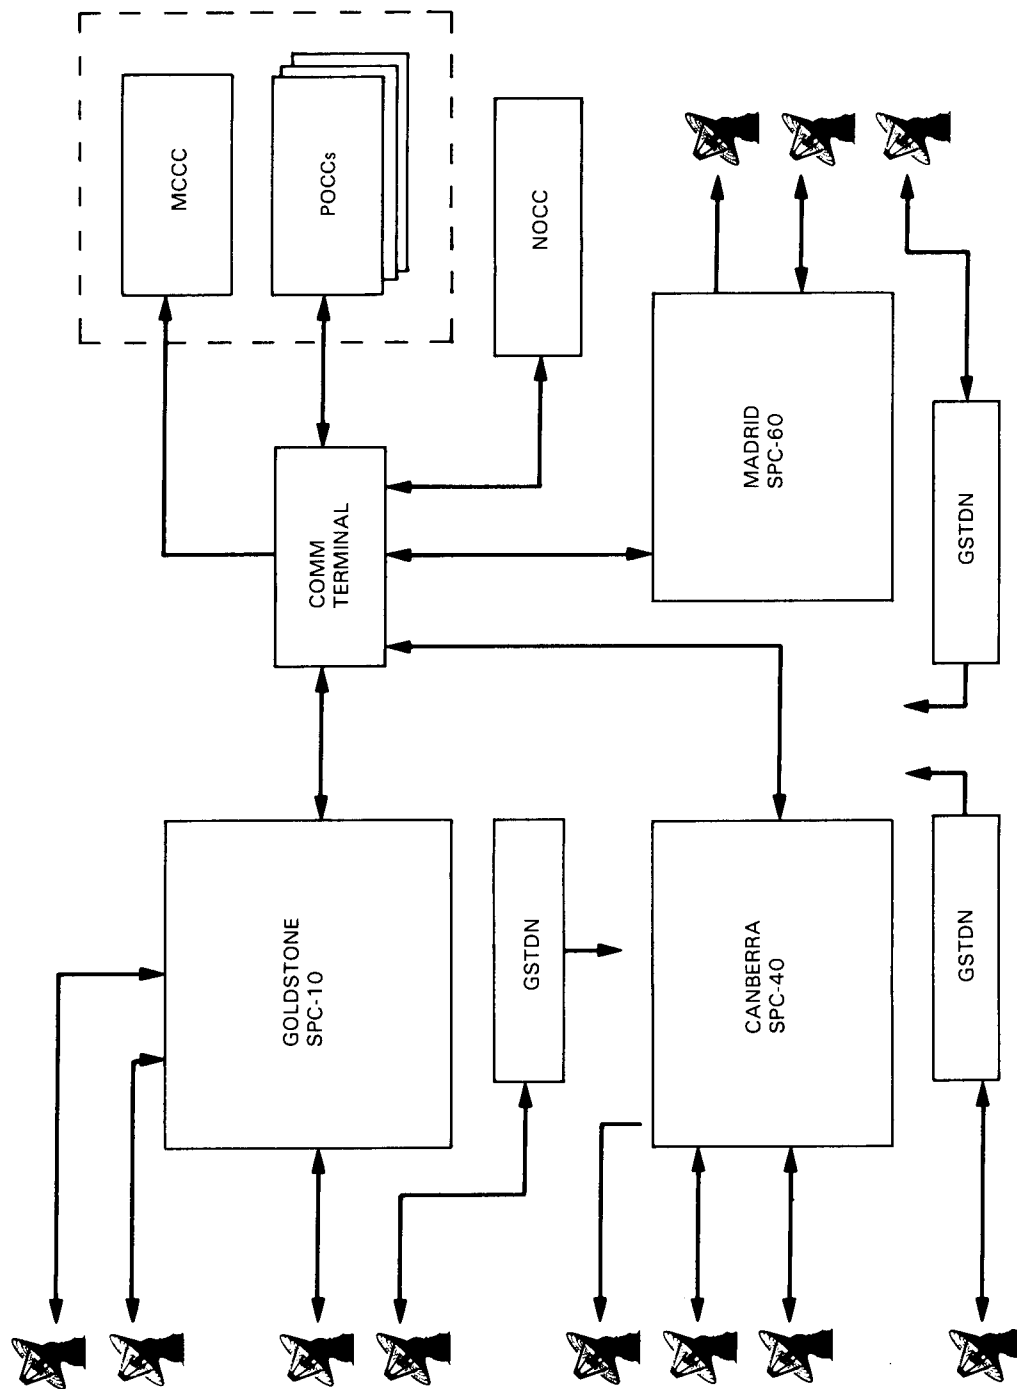 MCCC
POCCs
NOCC
COMM
TERMINAL
MADRID
SPC-60
GSTDN
GOLDSTONE
SPC-10
GSTDN
CANBERRA
SPC-40
GSTDN